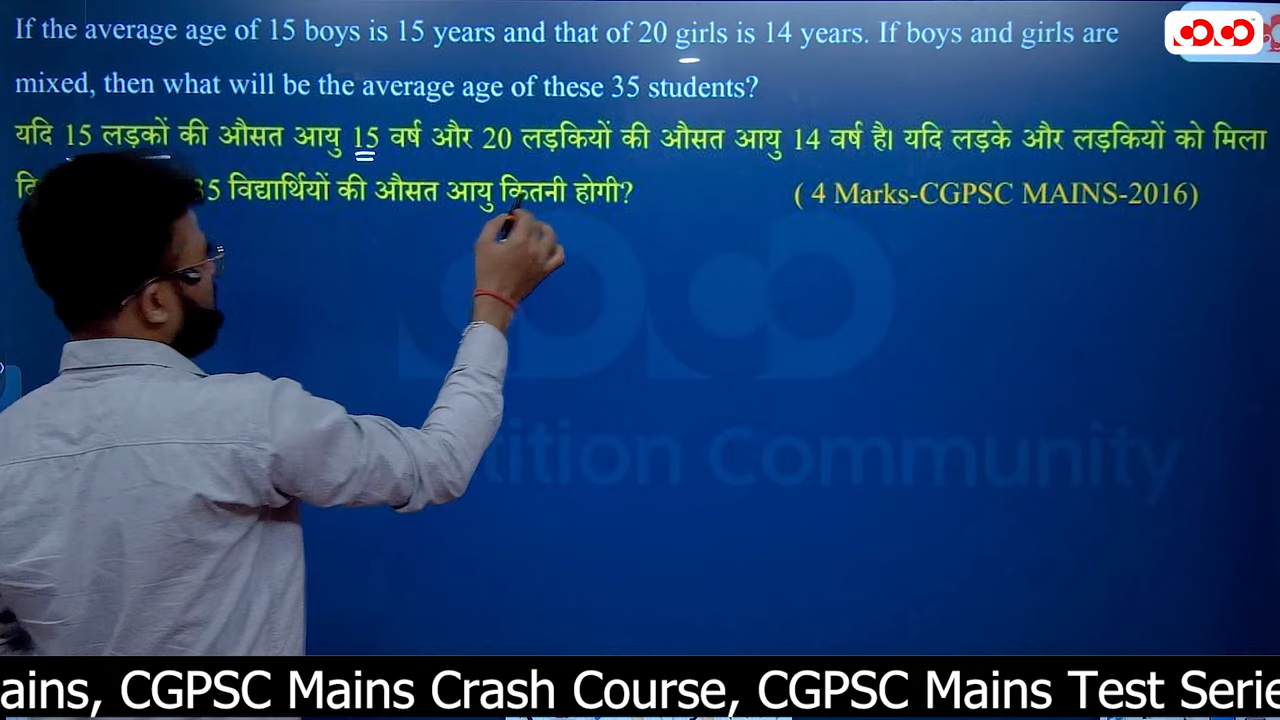 If the average age of 15 boys is 15 years and that of 20 girls is 14 years. If boys and girls are
mixed, then what will be the average age of these 35 students?
यदि 15 लड़कों की औसत आयु 15 वर्ष और 20 लड़कियों की औसत आयु 14 वर्ष है। यदि लड़के और लड़कियों को मिला
विद्यार्थियों की औसत आयु कितनी होगी? ( 4 Marks-CGPSC MAINS-2016)
Community
ains, CGPSC Mains Crash Course, CGPSC Mains Test Serie